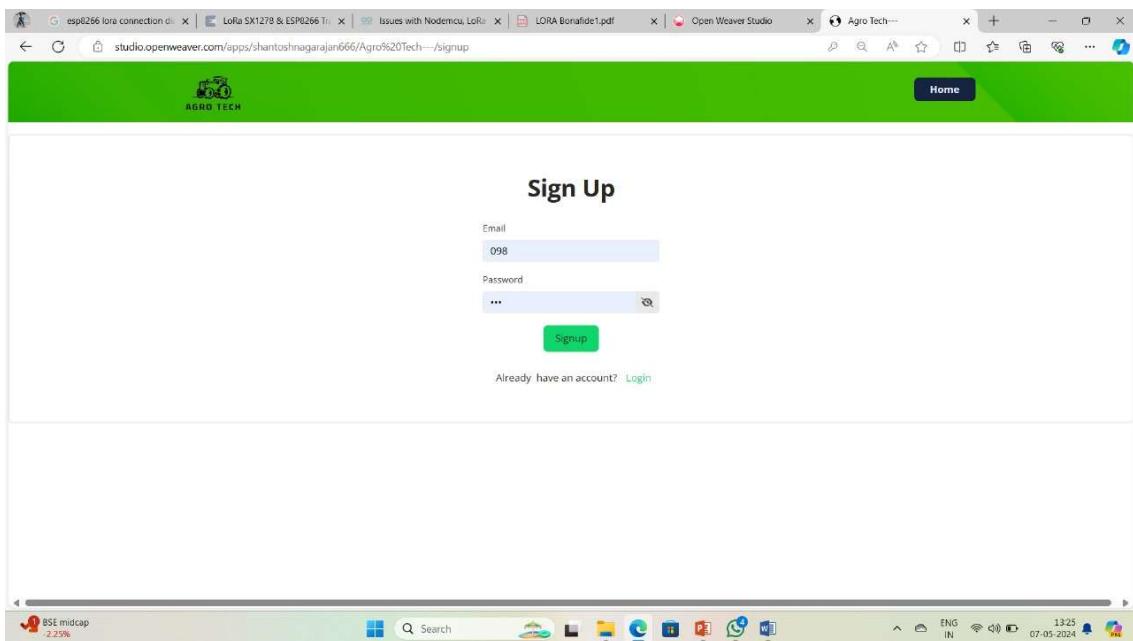 esp8266 lora connection di
LoRa SX1278 & ESP8266 Tr
Issues with Nodemcu, LoRa
LORA Bonafide1.pdf
Open Weaver Studio
Agro Tech---
studio.openweaver.com/apps/shantoshnagarajan666/Agro%20Tech---/signup
AGRO TECH
Home
Sign Up
Email
098
Password
•••
Signup
Already have an account? Login
BSE midcap
-2.25%
Search
ENG
IN
13:25
07-05-2024